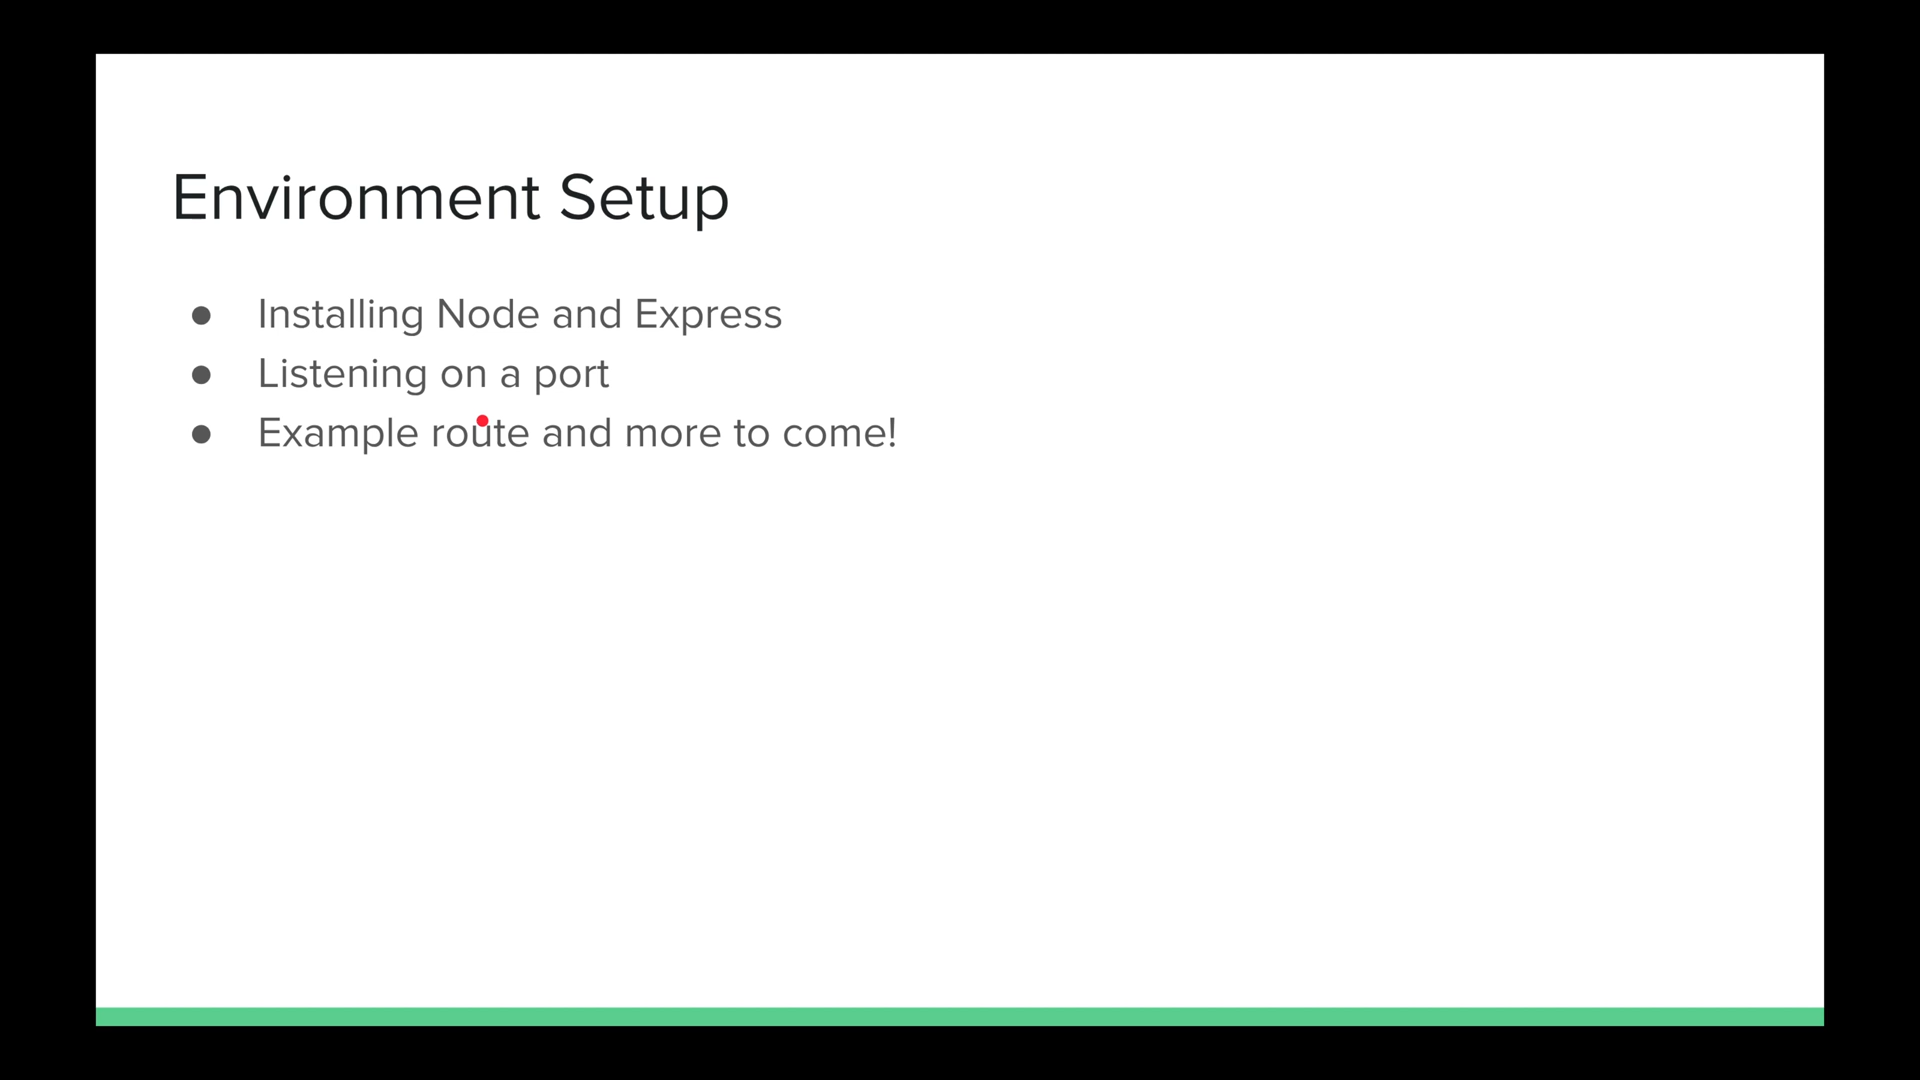 Environment Setup
● Installing Node and Express
● Listening on a port
● Example route and more to come!